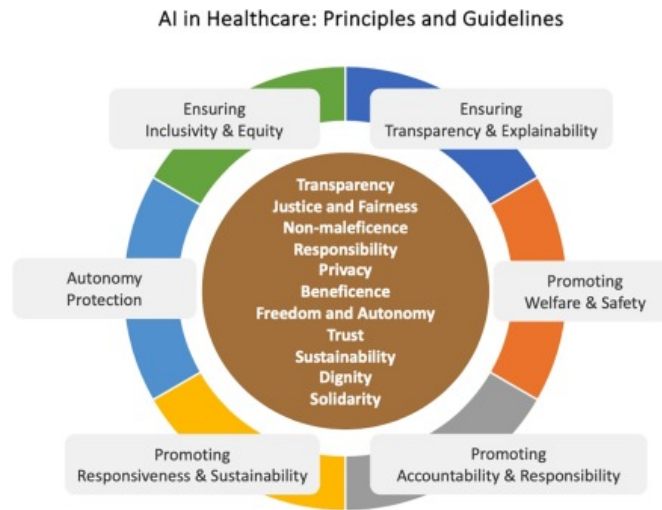 AI in Healthcare: Principles and Guidelines
Ensuring
Inclusivity & Equity
Ensuring
Transparency & Explainability
Transparency
Justice and Fairness
Non-maleficence
Responsibility
Privacy
Beneficence
Freedom and Autonomy
Trust
Sustainability
Dignity
Solidarity
Autonomy
Protection
Promoting
Welfare & Safety
Promoting
Responsiveness & Sustainability
Promoting
Accountability & Responsibility